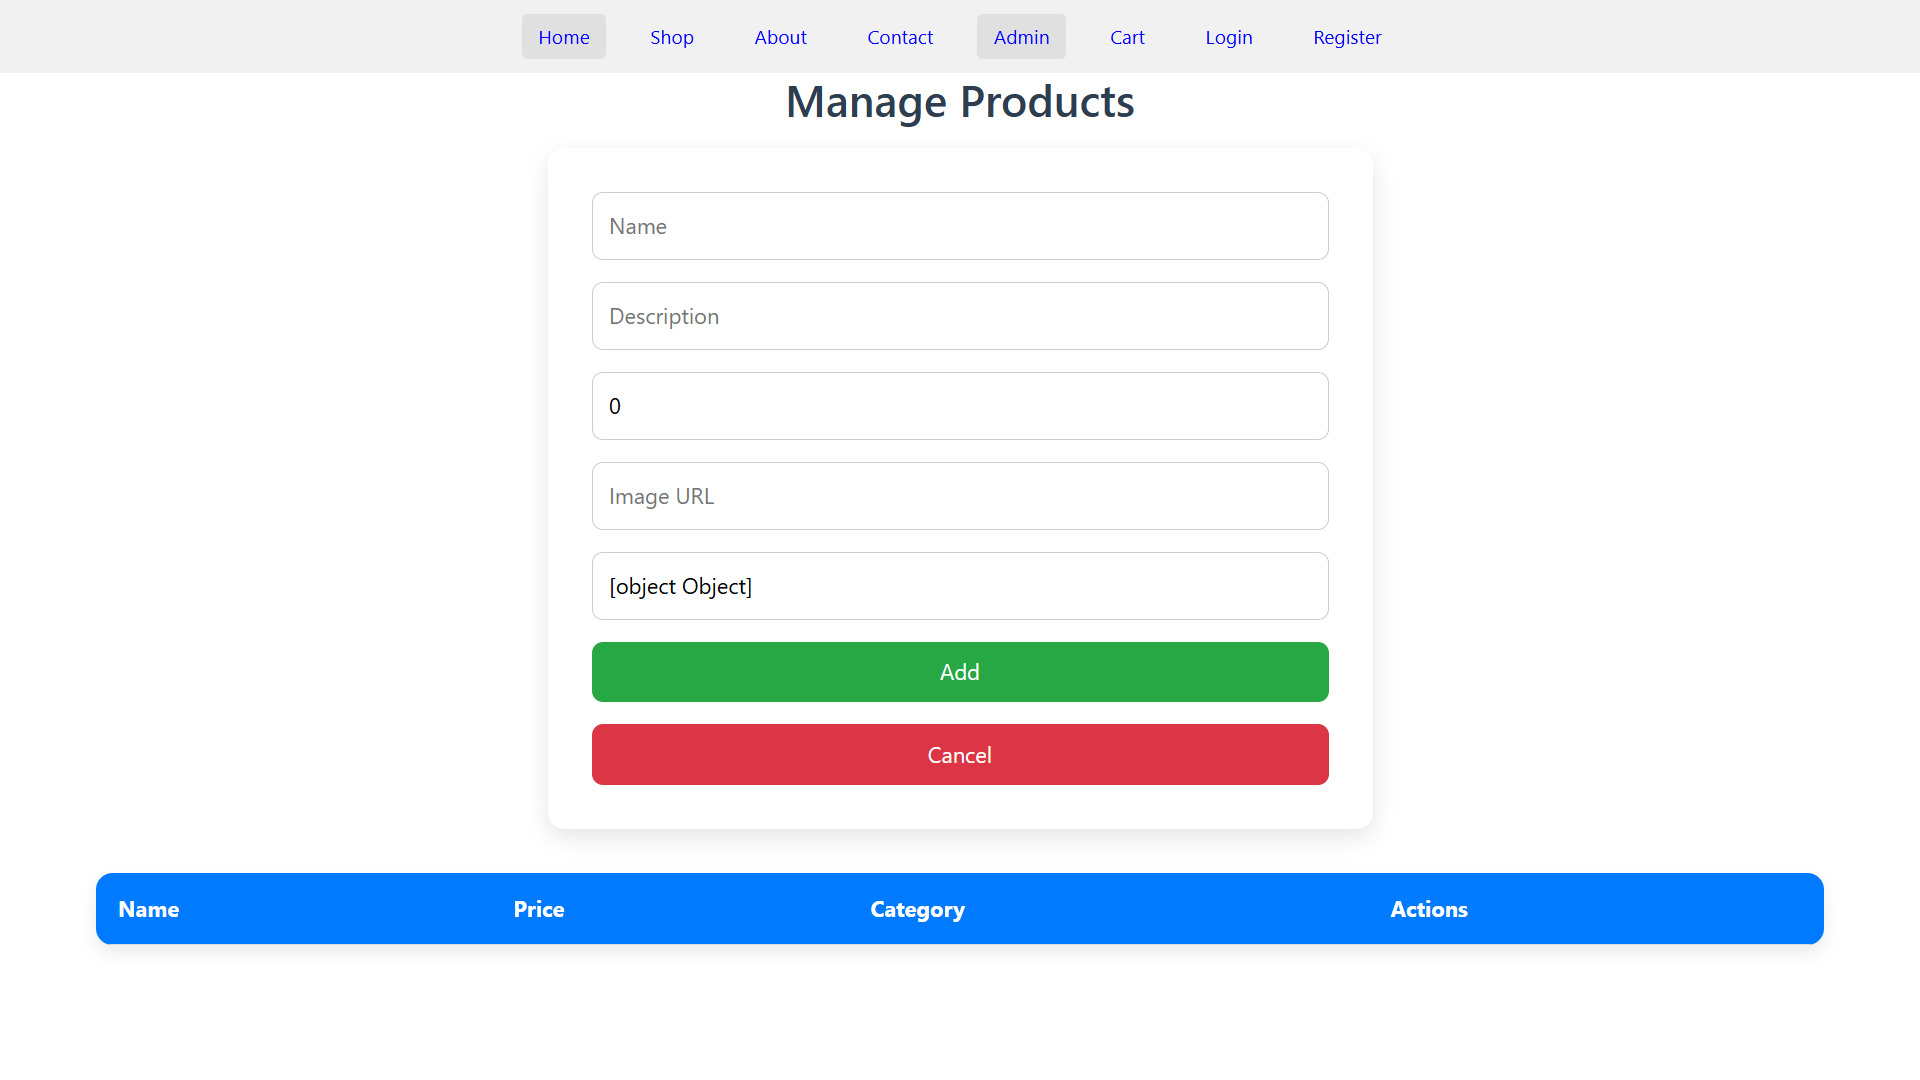 Home Shop About Contact Admin Cart Login Register
Manage Products
Name
Description
0
Image URL
[object Object]
Add
Cancel
Name Price Category Actions